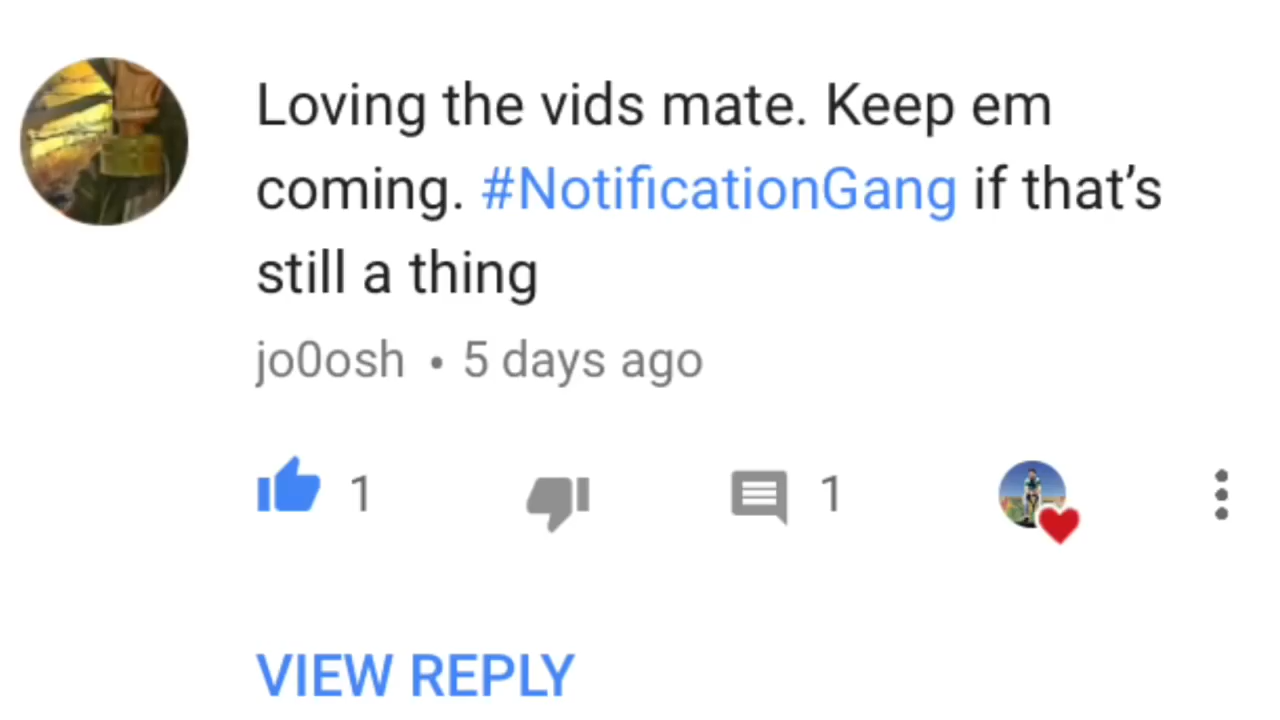 Loving the vids mate. Keep em
coming. #NotificationGang if that’s
still a thing
jo0osh • 5 days ago
1 1
VIEW REPLY